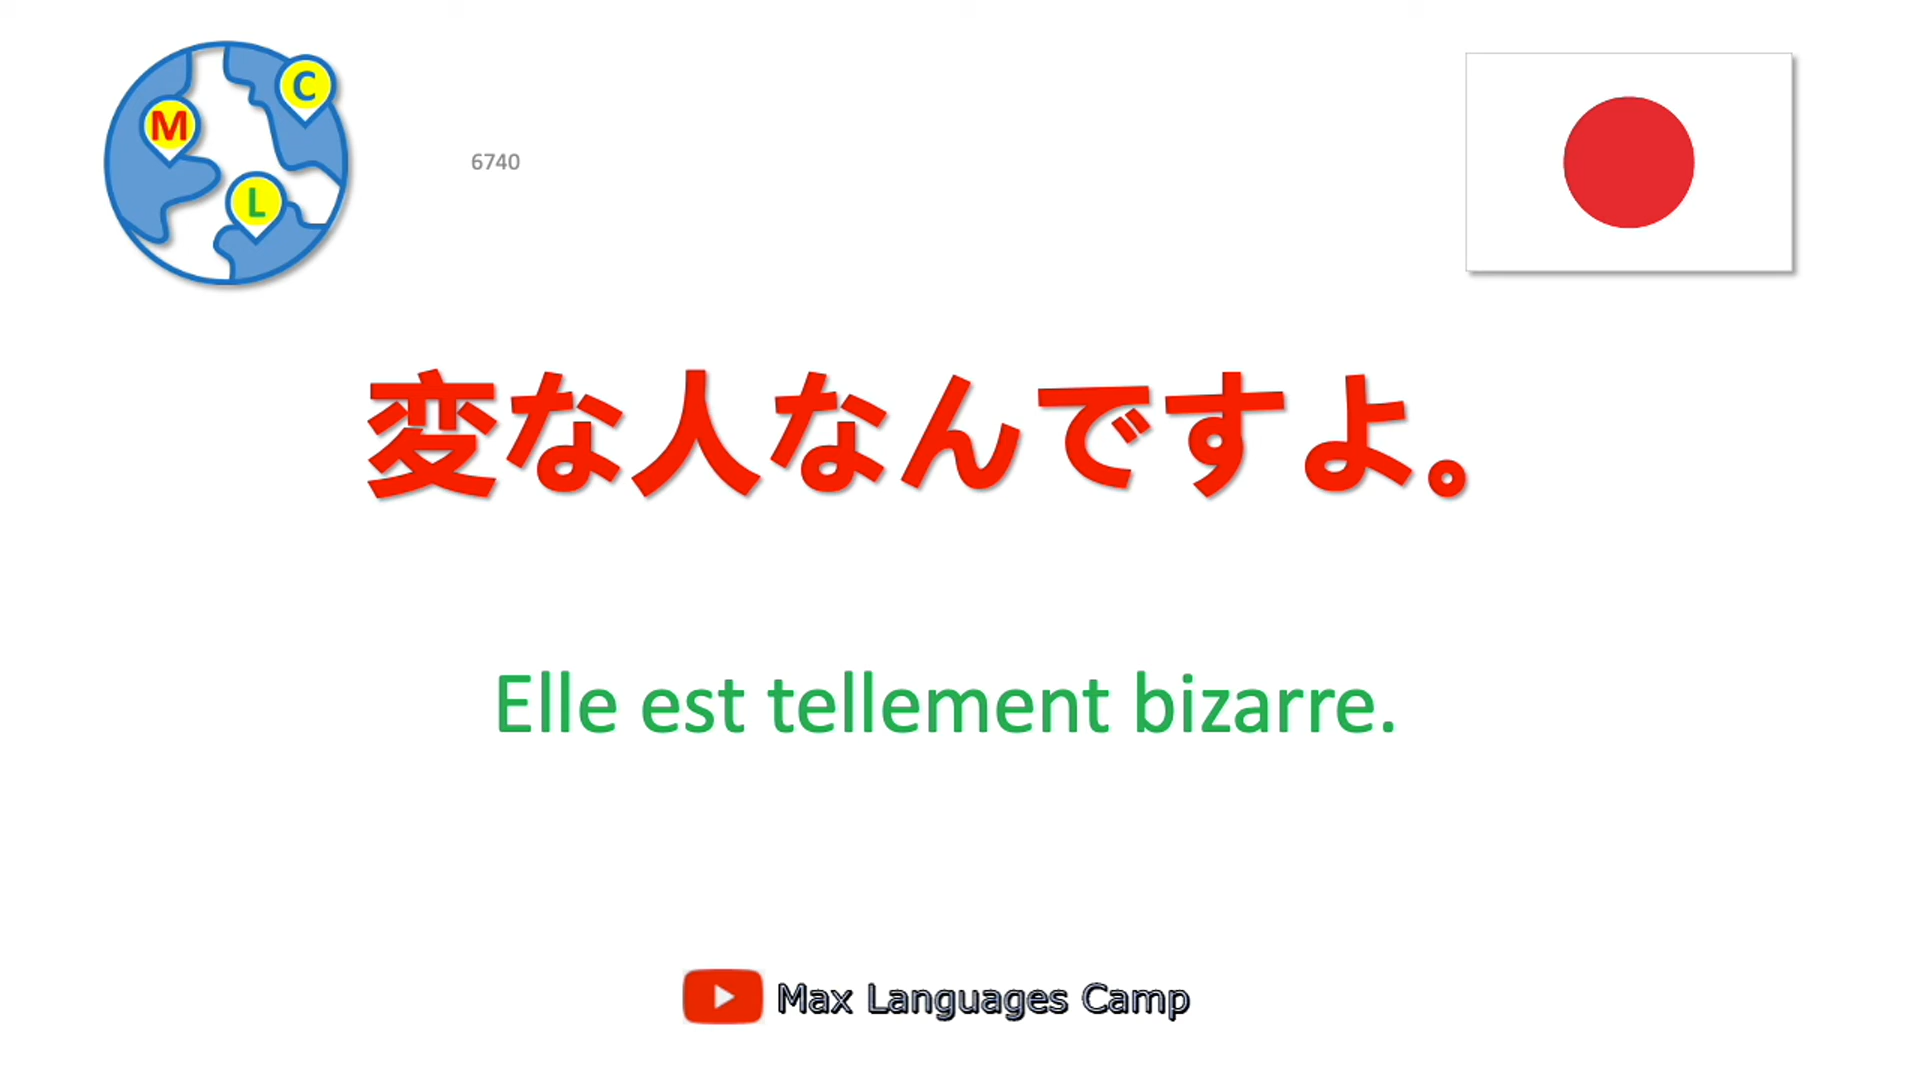 C
M
L
6740
変な人なんですよ。
Elle est tellement bizarre.
Max Languages Camp